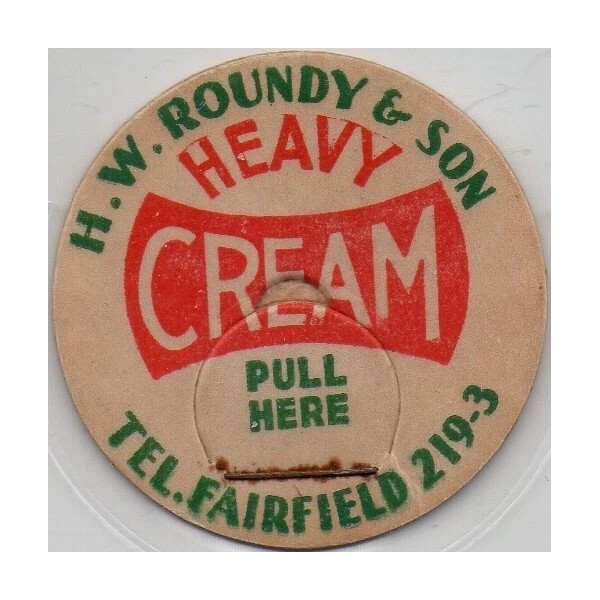 H.W. ROUNDY & SON
HEAVY
CREAM
PULL
HERE
TEL. FAIRFIELD 219-3